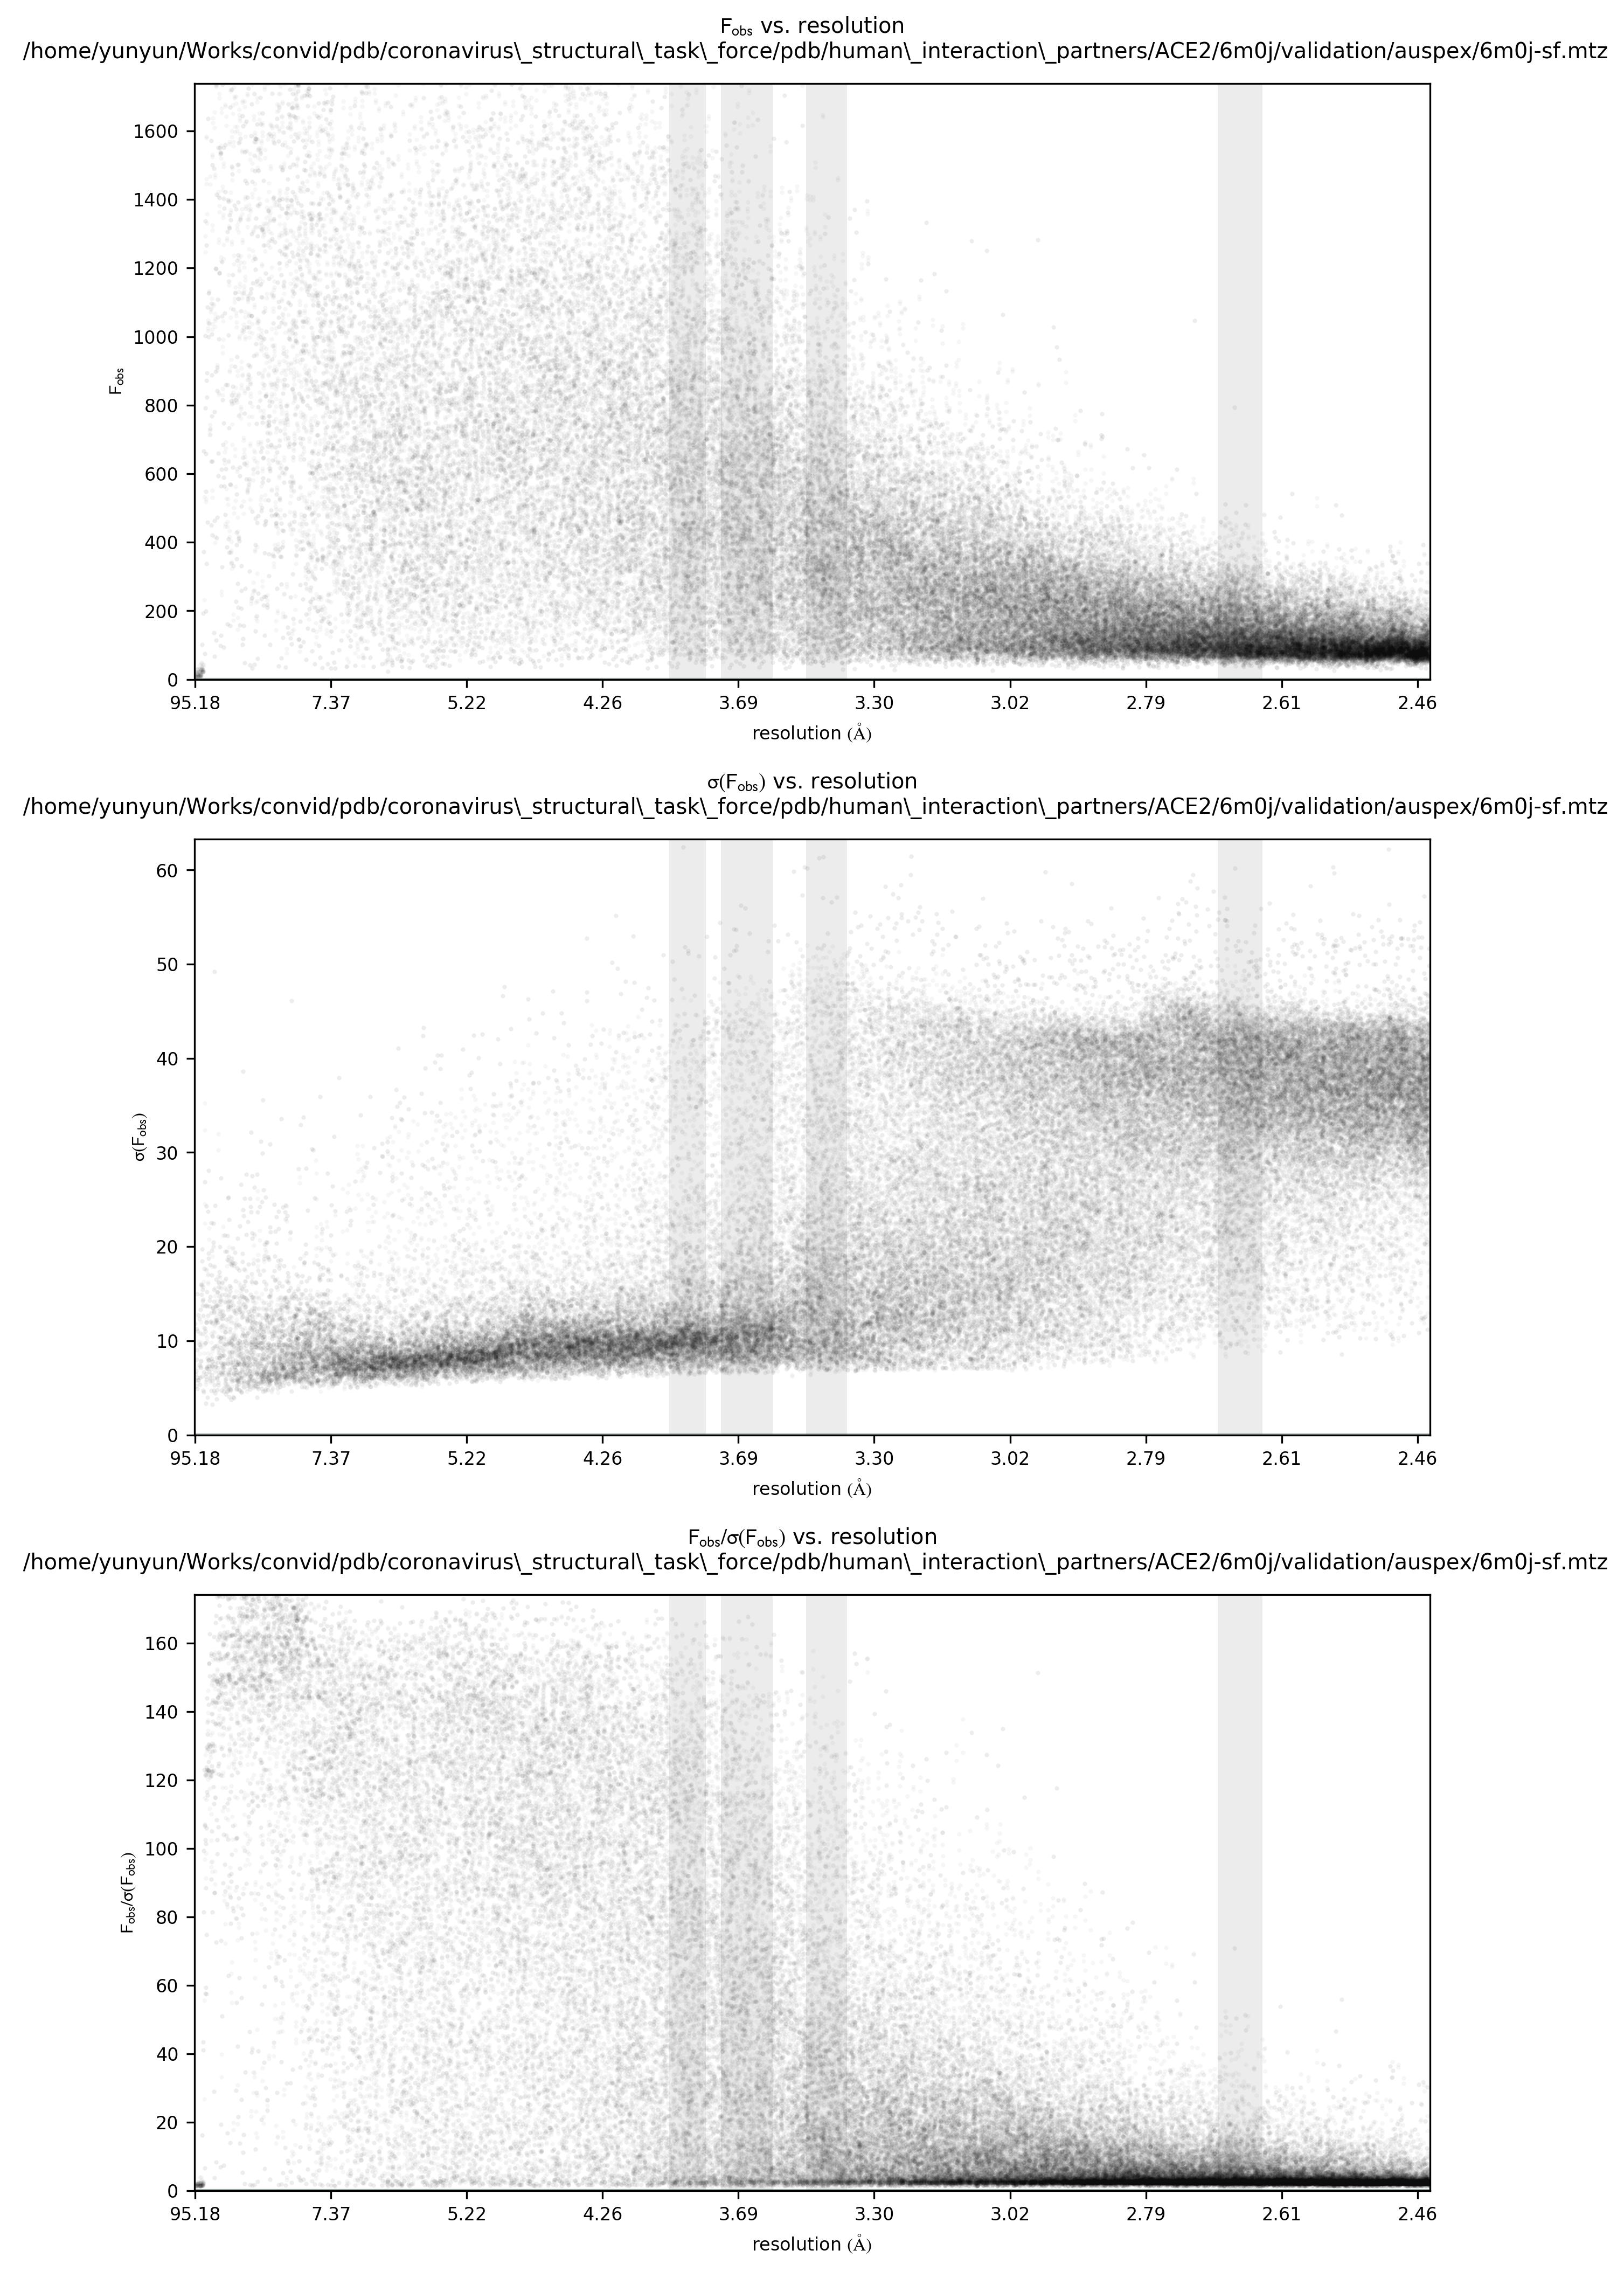 Fobs vs. resolution
/home/yunyun/Works/convid/pdb/coronavirus\_structural\_task\_force/pdb/human\_interaction\_partners/ACE2/6m0j/validation/auspex/6m0j-sf.mtz
1600
1400
1200
1000
800
600
400
200
0
Fobs
95.18 7.37 5.22 4.26 3.69 3.30 3.02 2.79 2.61 2.46
resolution (Å)
σ(Fobs) vs. resolution
/home/yunyun/Works/convid/pdb/coronavirus\_structural\_task\_force/pdb/human\_interaction\_partners/ACE2/6m0j/validation/auspex/6m0j-sf.mtz
60
50
40
30
20
10
0
σ(Fobs)
95.18 7.37 5.22 4.26 3.69 3.30 3.02 2.79 2.61 2.46
resolution (Å)
Fobs/σ(Fobs) vs. resolution
/home/yunyun/Works/convid/pdb/coronavirus\_structural\_task\_force/pdb/human\_interaction\_partners/ACE2/6m0j/validation/auspex/6m0j-sf.mtz
160
140
120
100
80
60
40
20
0
Fobs/σ(Fobs)
95.18 7.37 5.22 4.26 3.69 3.30 3.02 2.79 2.61 2.46
resolution (Å)